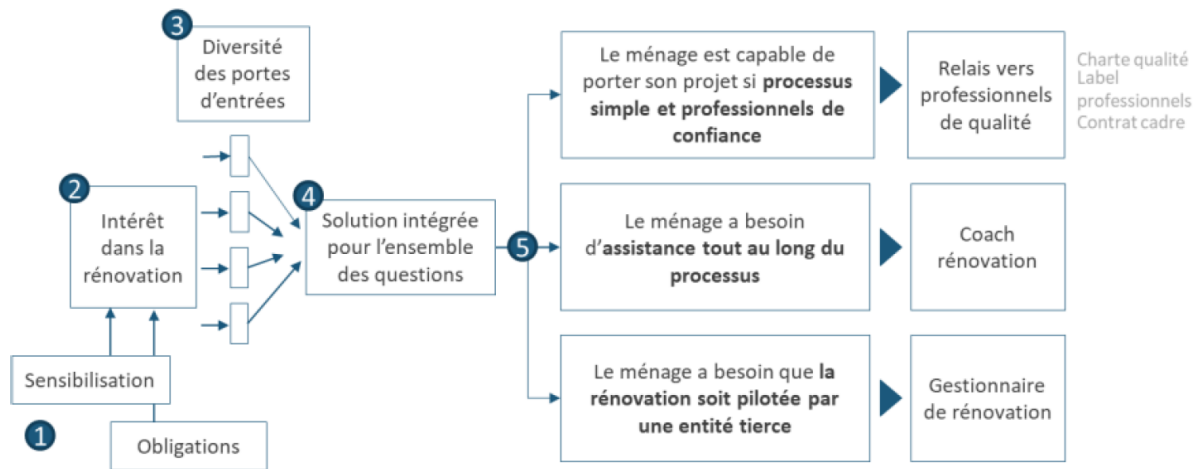 3
Diversité
des portes
d'entrées
2
Intérêt
dans la
rénovation
Sensibilisation
1
Obligations
4
Solution intégrée
pour l'ensemble
des questions
5
Le ménage est capable de
porter son projet si processus
simple et professionnels de
confiance
Relais vers
professionnels
de qualité
Charte qualité
Label
professionnels
Contrat cadre
Le ménage a besoin
d'assistance tout au long du
processus
Coach
rénovation
Le ménage a besoin que la
rénovation soit pilotée par
une entité tierce
Gestionnaire
de rénovation